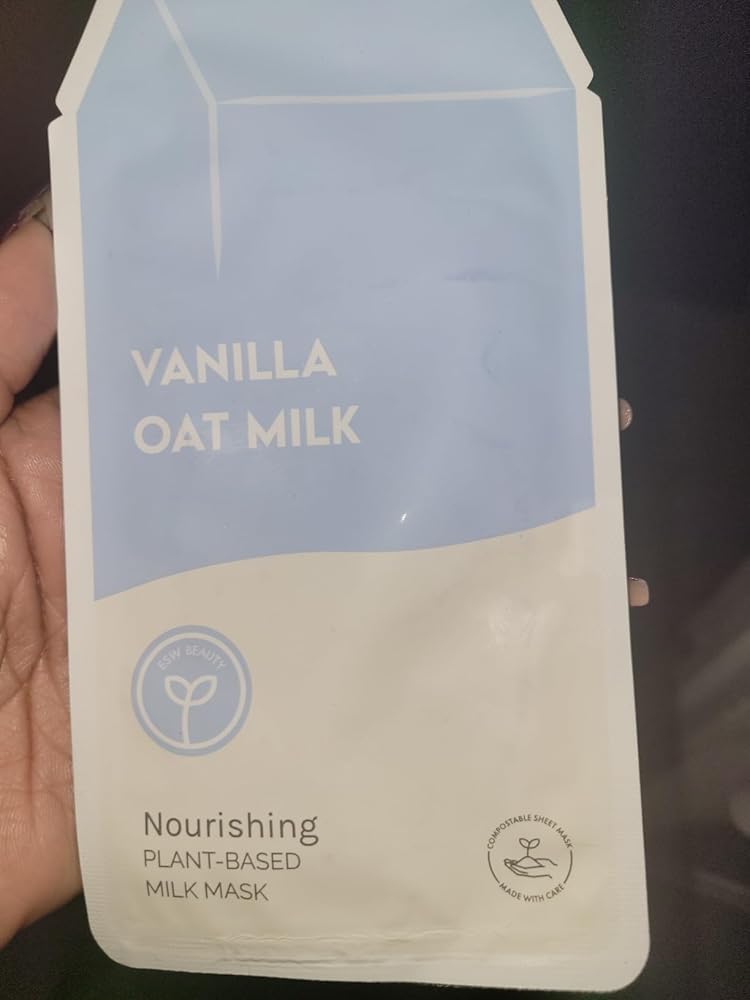 VANILLA
OAT MILK
ESW BEAUTY
Nourishing
PLANT-BASED
MILK MASK
COMPOSTABLE SHEET MASK
MADE WITH CARE